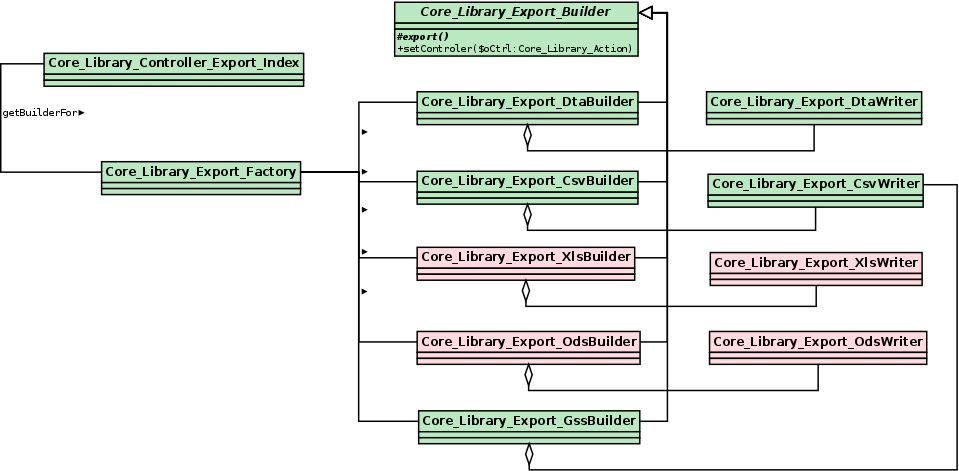 Core_Library_Export_Builder
#export()
+setControler($oCtrl:Core_Library_Action)
Core_Library_Controller_Export_Index
getBuilderFor
Core_Library_Export_DtaBuilder
Core_Library_Export_DtaWriter
Core_Library_Export_Factory
Core_Library_Export_CsvBuilder
Core_Library_Export_CsvWriter
Core_Library_Export_XlsBuilder
Core_Library_Export_XlsWriter
Core_Library_Export_OdsBuilder
Core_Library_Export_OdsWriter
Core_Library_Export_GssBuilder